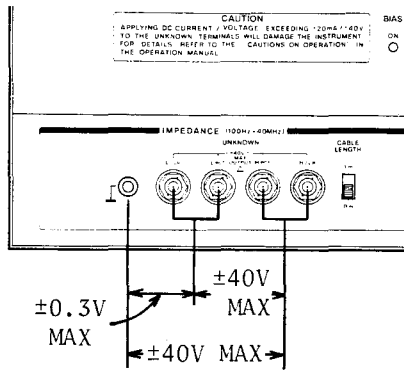 CAUTION
APPLYING DC CURRENT / VOLTAGE EXCEEDING ±20mA / ±40V
TO THE UNKNOWN TERMINALS WILL DAMAGE THE INSTRUMENT
FOR DETAILS, REFER TO THE "CAUTIONS ON OPERATION" IN
THE OPERATION MANUAL
BIAS
ON
IMPEDANCE (100Hz-40MHz)
UNKNOWN
CABLE
LENGTH
±40V
MAX
±40V
MAX
±0.3V
MAX
±40V MAX